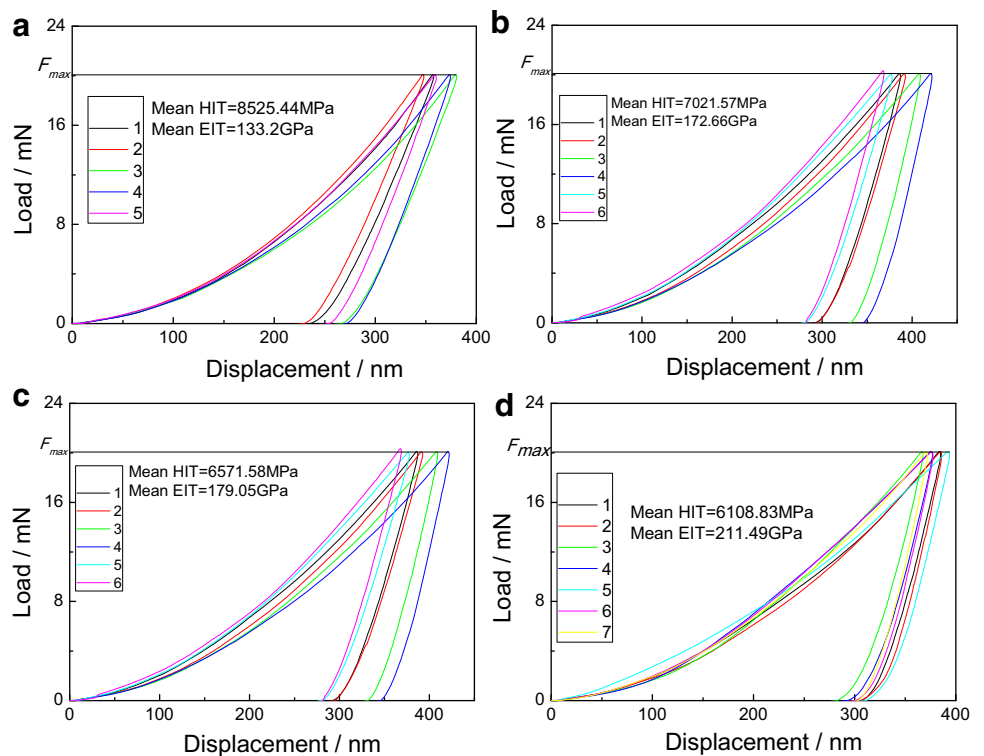 a
24
16
8
0
Fmax
Load / mN
Mean HIT=8525.44MPa
Mean EIT=133.2GPa
1
2
3
4
5
0 100 200 300 400
Displacement / nm
b
24
16
8
0
Fmax
Load / mN
Mean HIT=7021.57MPa
Mean EIT=172.66GPa
1
2
3
4
5
6
0 100 200 300 400
Displacement / nm
c
24
16
8
0
Fmax
Load / mN
Mean HIT=6571.58MPa
Mean EIT=179.05GPa
1
2
3
4
5
6
0 100 200 300 400
Displacement / nm
d
24
16
8
0
Fmax
Load / mN
Mean HIT=6108.83MPa
Mean EIT=211.49GPa
1
2
3
4
5
6
7
0 100 200 300 400
Displacement / nm